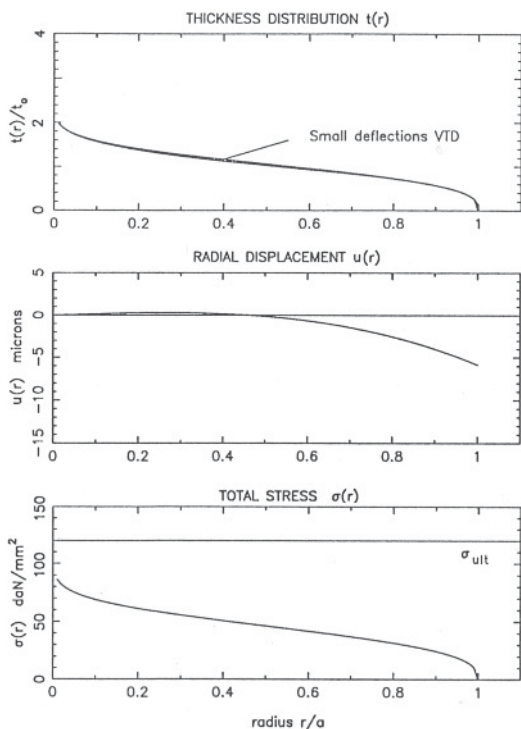 THICKNESS DISTRIBUTION t(r)
4
2
0
t(r)/t₀
Small deflections VTD
0 0.2 0.4 0.6 0.8 1
RADIAL DISPLACEMENT u(r)
5
0
−5
−10
−15
u(r) microns
0 0.2 0.4 0.6 0.8 1
TOTAL STRESS σ(r)
150
100
50
0
σ(r) daN/mm²
σult
0 0.2 0.4 0.6 0.8 1
radius r/a